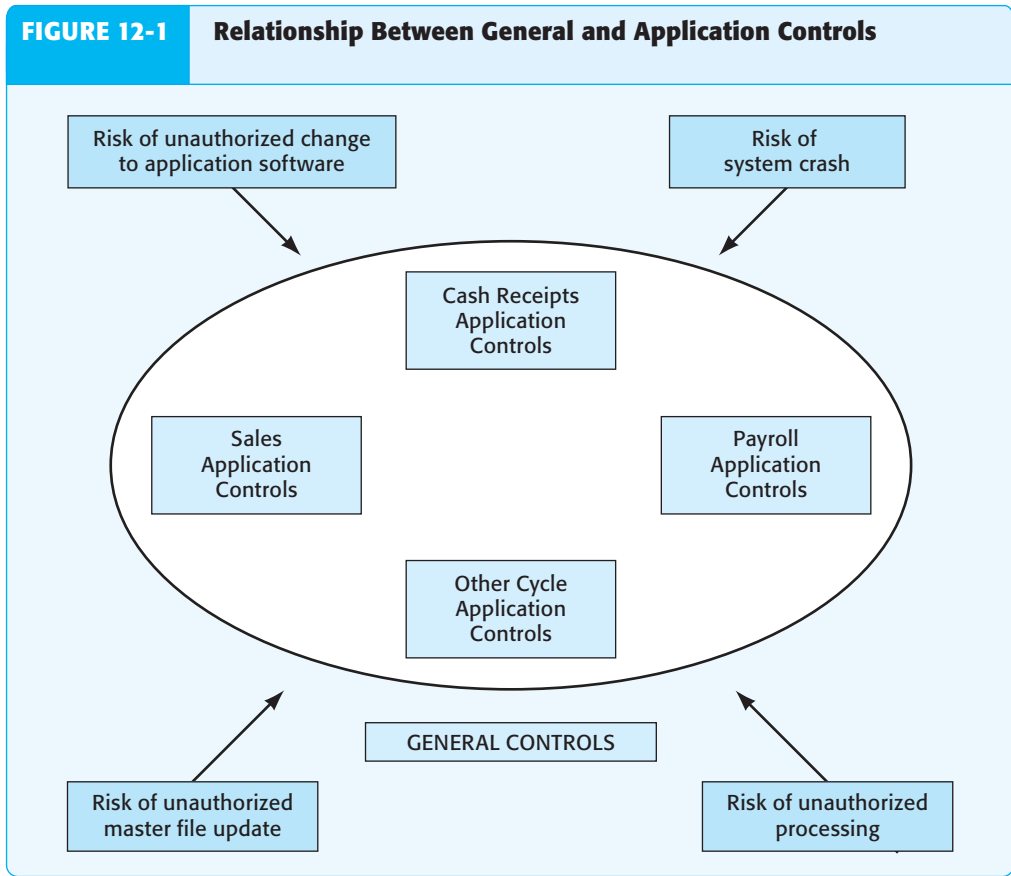 FIGURE 12-1
Relationship Between General and Application Controls
Risk of unauthorized change
to application software
Risk of
system crash
Cash Receipts
Application
Controls
Sales
Application
Controls
Payroll
Application
Controls
Other Cycle
Application
Controls
GENERAL CONTROLS
Risk of unauthorized
master file update
Risk of unauthorized
processing